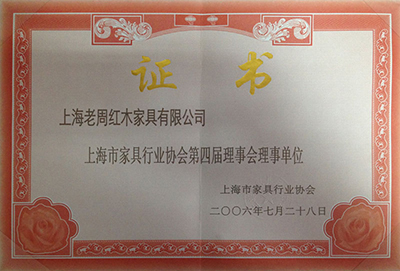 证书
上海老周红木家具有限公司
上海市家具行业协会第四届理事会理事单位
上海市家具行业协会
二〇〇六年七月二十八日